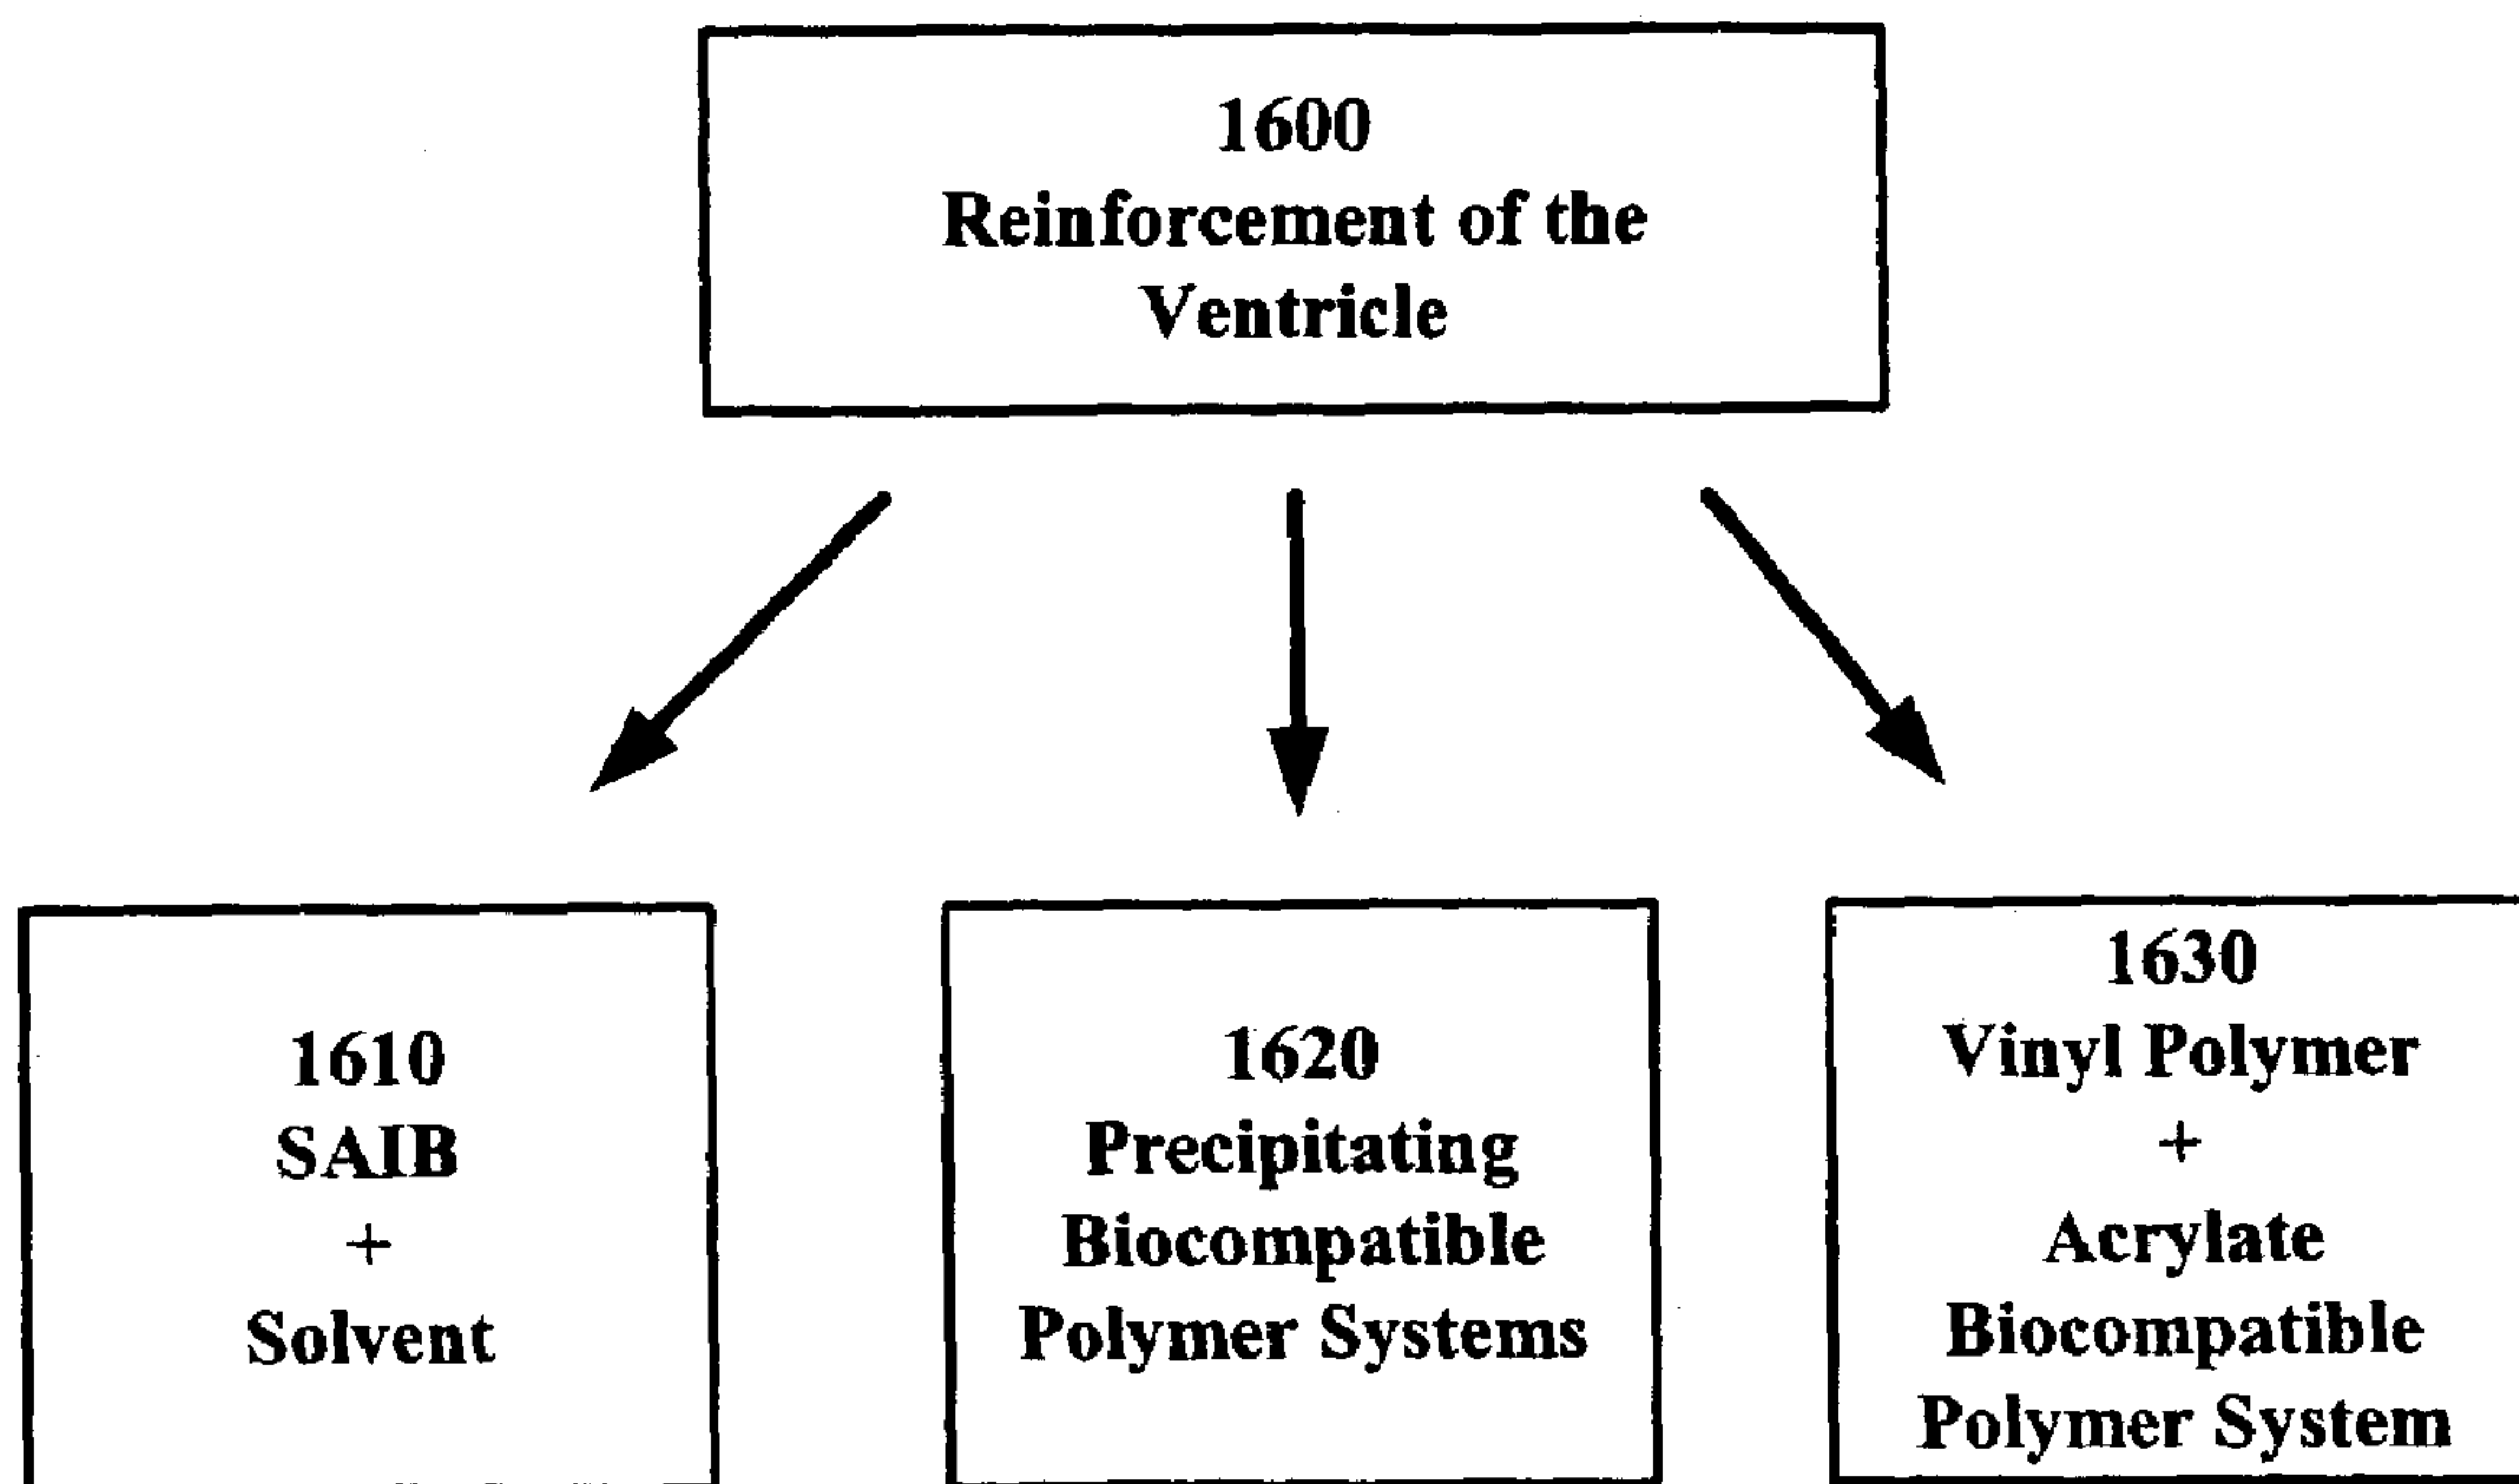 1600
Reinforcement of the
Ventricle
1610
SAIB
+
Solvent
1620
Precipitating
Biocompatible
Polymer Systems
1630
Vinyl Polymer
+
Acrylate
Biocompatible
Polymer System